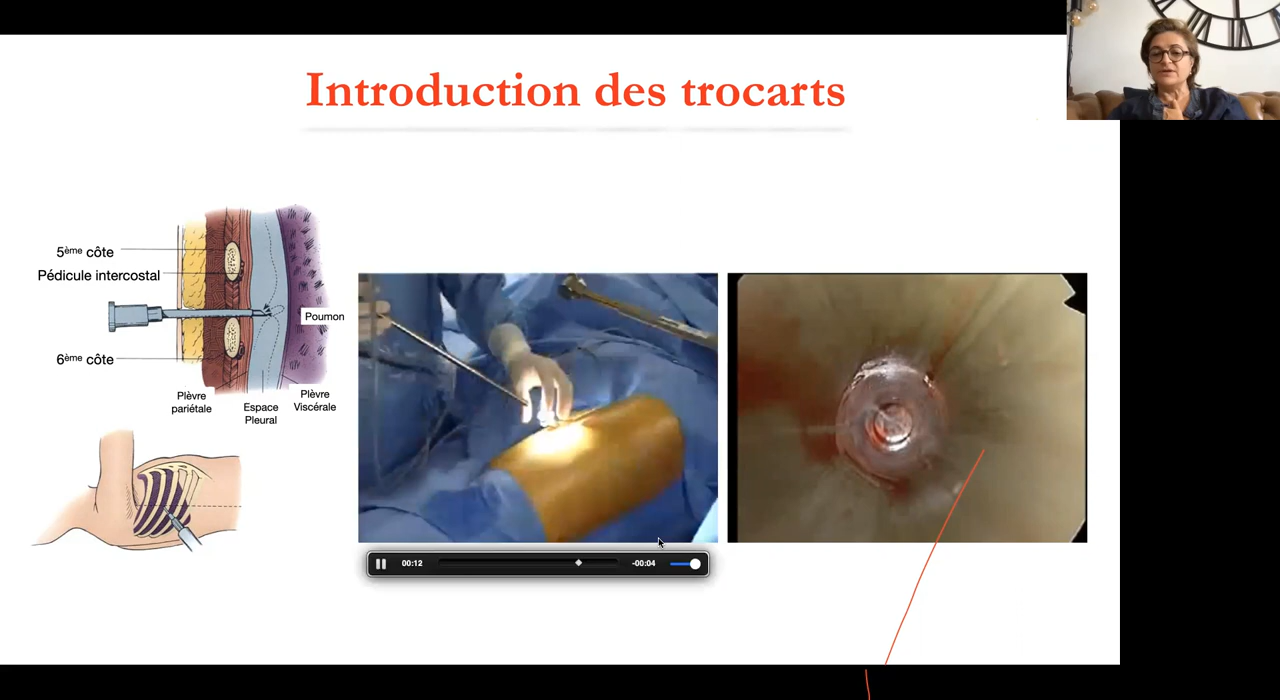 Introduction des trocarts
5ème côte
Pédicule intercostal
Poumon
6ème côte
Plèvre
pariétale
Espace
Pleural
Plèvre
Viscérale
00:12
-00:04